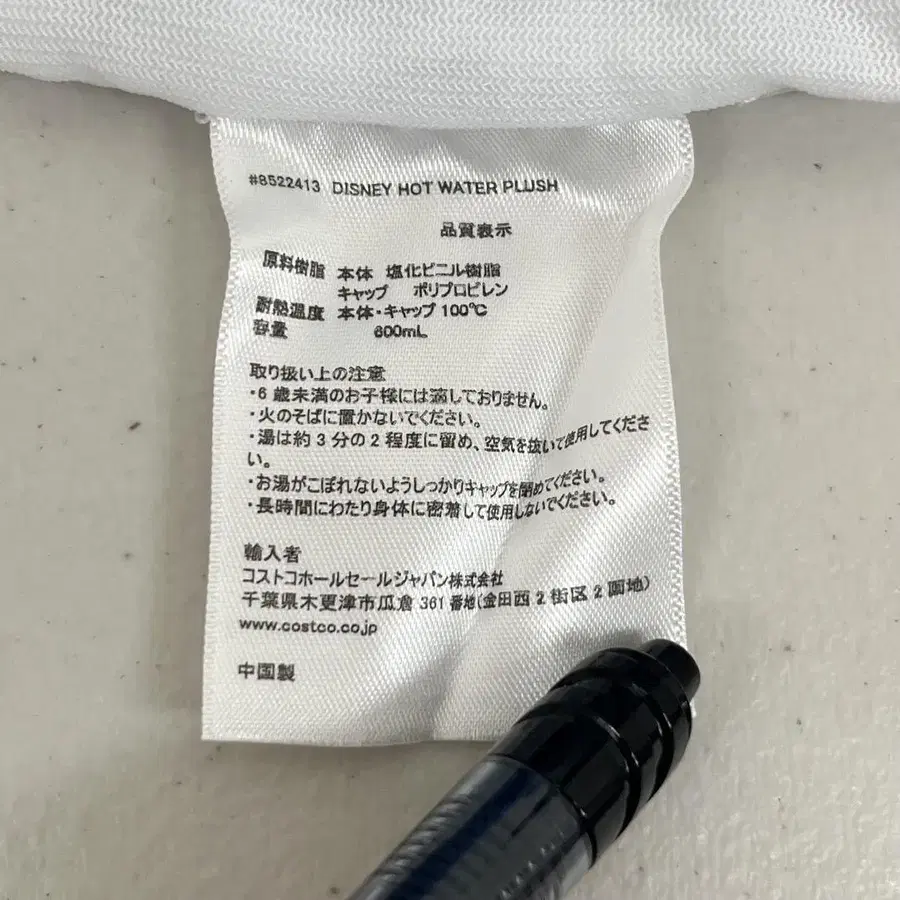 #8522413 DISNEY HOT WATER PLUSH
品質表示
原料樹脂 本体 塩化ビニル樹脂
キャップ ポリプロピレン
耐熱温度 本体・キャップ 100℃
容量 600mL
取り扱い上の注意
・6歳未満のお子様には適しておりません。
・火のそばに置かないでください。
・湯は約3分の2程度に留め、空気を抜いて使用してくださ
い。
・お湯がこぼれないようしっかりキャップを閉めてください。
・長時間にわたり身体に密着して使用しないでください。
輸入者
コストコホールセールジャパン株式会社
千葉県木更津市瓜倉 361 番地(金田西2街区2画地)
www.costco.co.jp
中国製